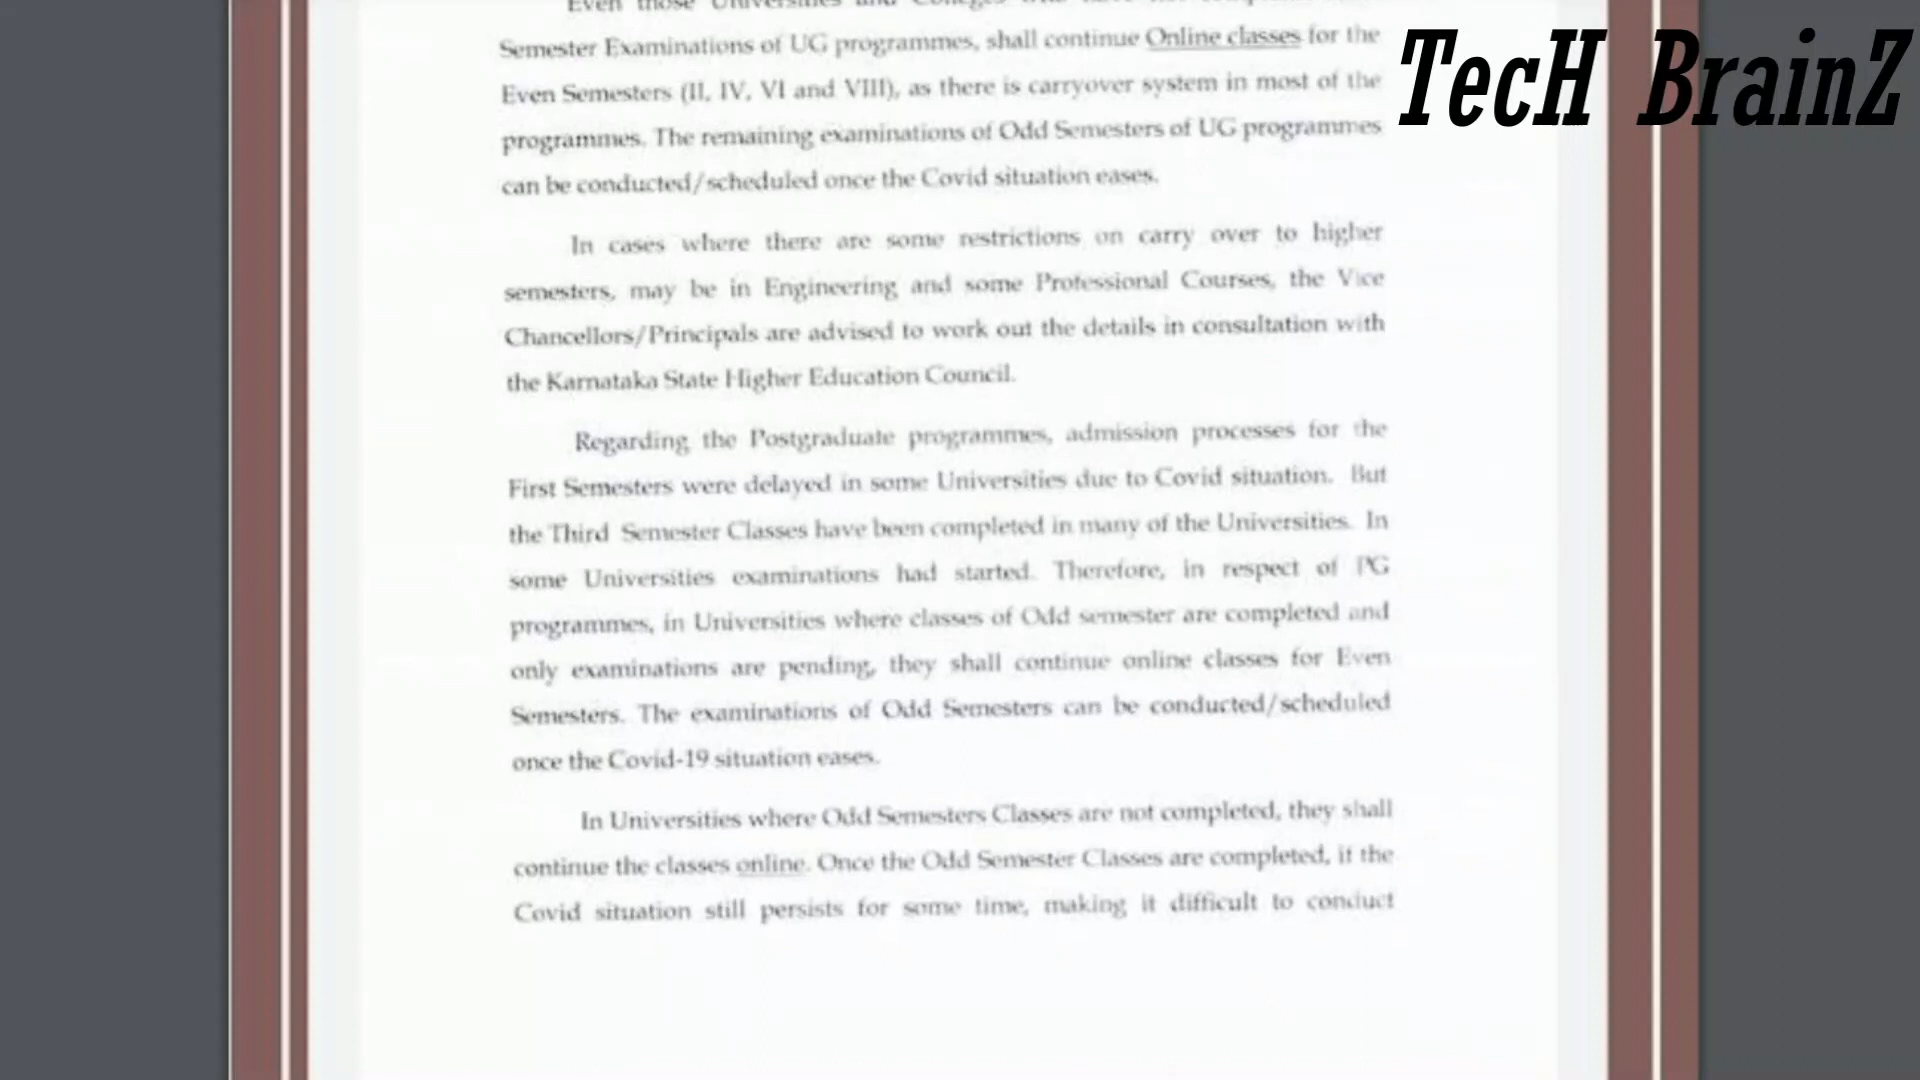 Even those Universities and Colleges
Semester Examinations of UG programmes, shall continue Online classes for the
Even Semesters (II, IV, VI and VIII), as there is carryover system in most of the
programmes. The remaining examinations of Odd Semesters of UG programmes
can be conducted/scheduled once the Covid situation eases.
In cases where there are some restrictions on carry over to higher
semesters, may be in Engineering and some Professional Courses, the Vice
Chancellors/Principals are advised to work out the details in consultation with
the Karnataka State Higher Education Council.
Regarding the Postgraduate programmes, admission processes for the
First Semesters were delayed in some Universities due to Covid situation. But
the Third Semester Classes have been completed in many of the Universities. In
some Universities examinations had started. Therefore, in respect of PG
programmes, in Universities where classes of Odd semester are completed and
only examinations are pending, they shall continue online classes for Even
Semesters. The examinations of Odd Semesters can be conducted/scheduled
once the Covid-19 situation eases.
In Universities where Odd Semesters Classes are not completed, they shall
continue the classes online. Once the Odd Semester Classes are completed, if the
Covid situation still persists for some time, making it difficult to conduct
TecH BrainZ